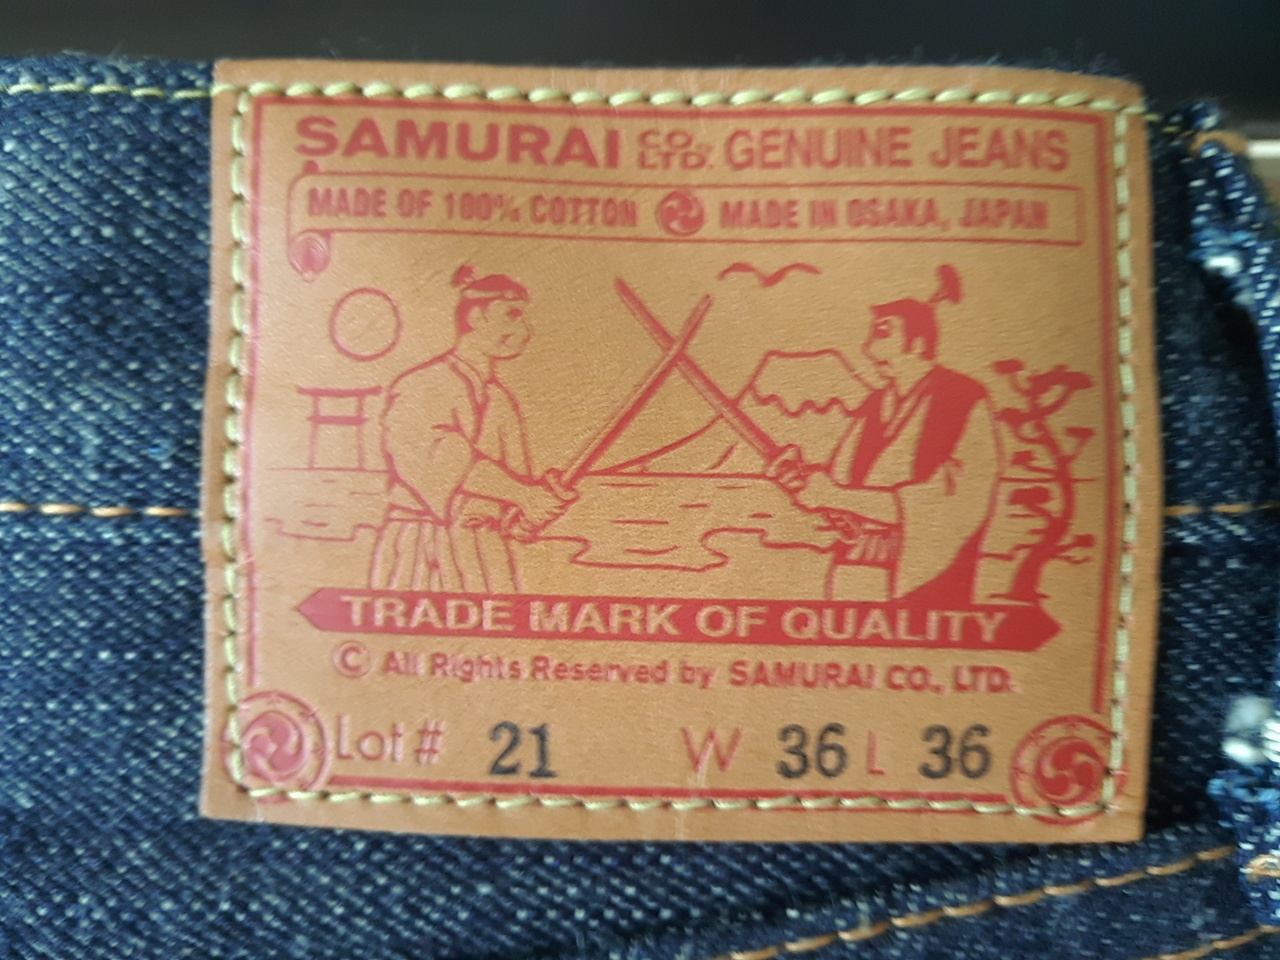 SAMURAI CO. LTD. GENUINE JEANS
MADE OF 100% COTTON MADE IN OSAKA, JAPAN
TRADE MARK OF QUALITY
© All Rights Reserved by SAMURAI CO., LTD.
Lot # 21 W 36 L 36